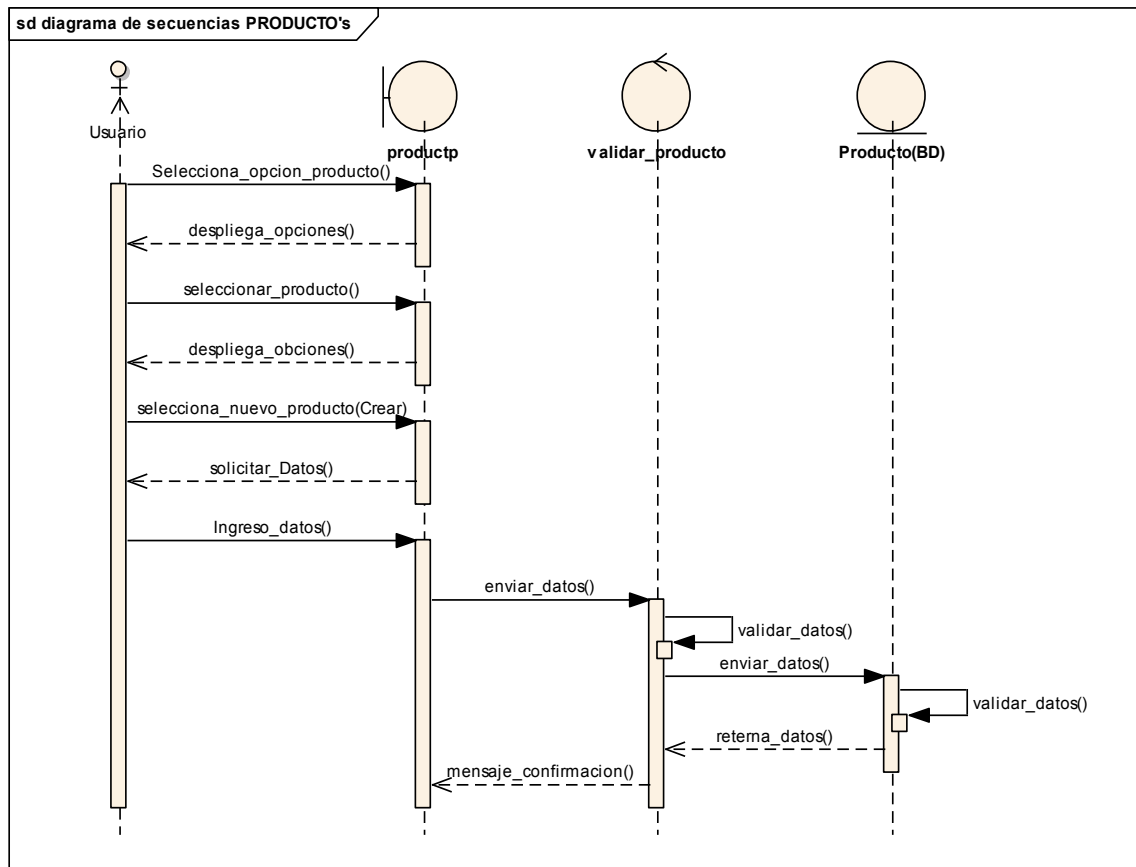 sd diagrama de secuencias PRODUCTO's
Usuario
productp
validar_producto
Producto(BD)
Selecciona_opcion_producto()
despliega_opciones()
seleccionar_producto()
despliega_obciones()
selecciona_nuevo_producto(Crear)
solicitar_Datos()
Ingreso_datos()
enviar_datos()
validar_datos()
enviar_datos()
validar_datos()
reterna_datos()
mensaje_confirmacion()